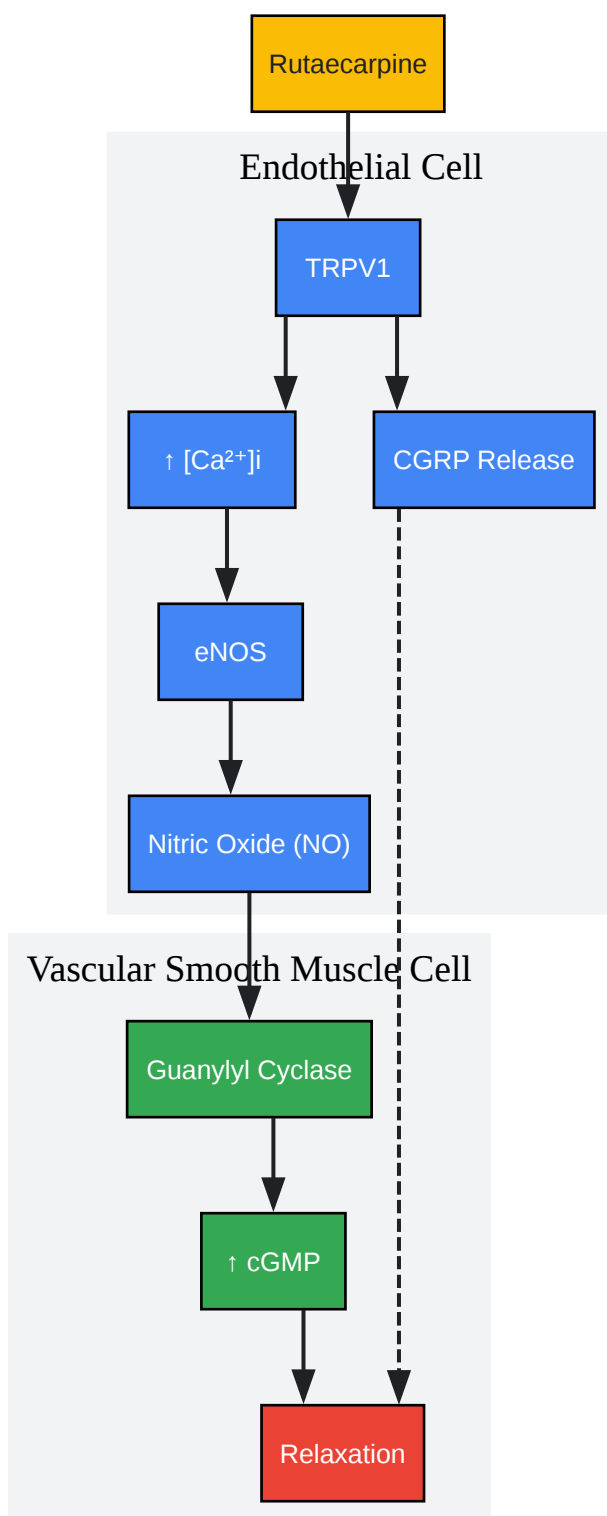 Rutaecarpine
Endothelial Cell
TRPV1
↑ [Ca²⁺]i
CGRP Release
eNOS
Nitric Oxide (NO)
Vascular Smooth Muscle Cell
Guanylyl Cyclase
↑ cGMP
Relaxation